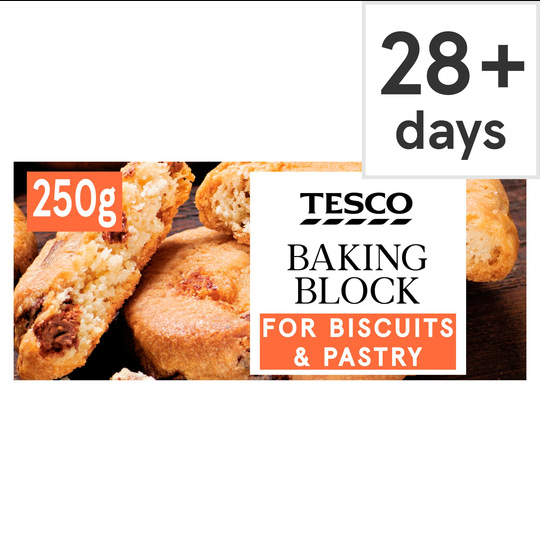 28+
days
250g
TESCO
BAKING
BLOCK
FOR BISCUITS
& PASTRY